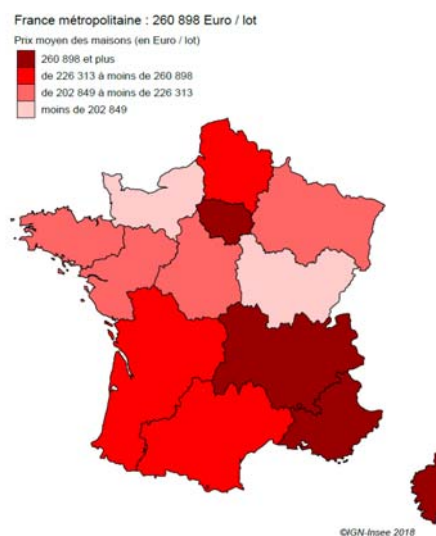 France métropolitaine : 260 898 Euro / lot
Prix moyen des maisons (en Euro / lot)
260 898 et plus
de 226 313 à moins de 260 898
de 202 849 à moins de 226 313
moins de 202 849
©IGN-Insee 2018